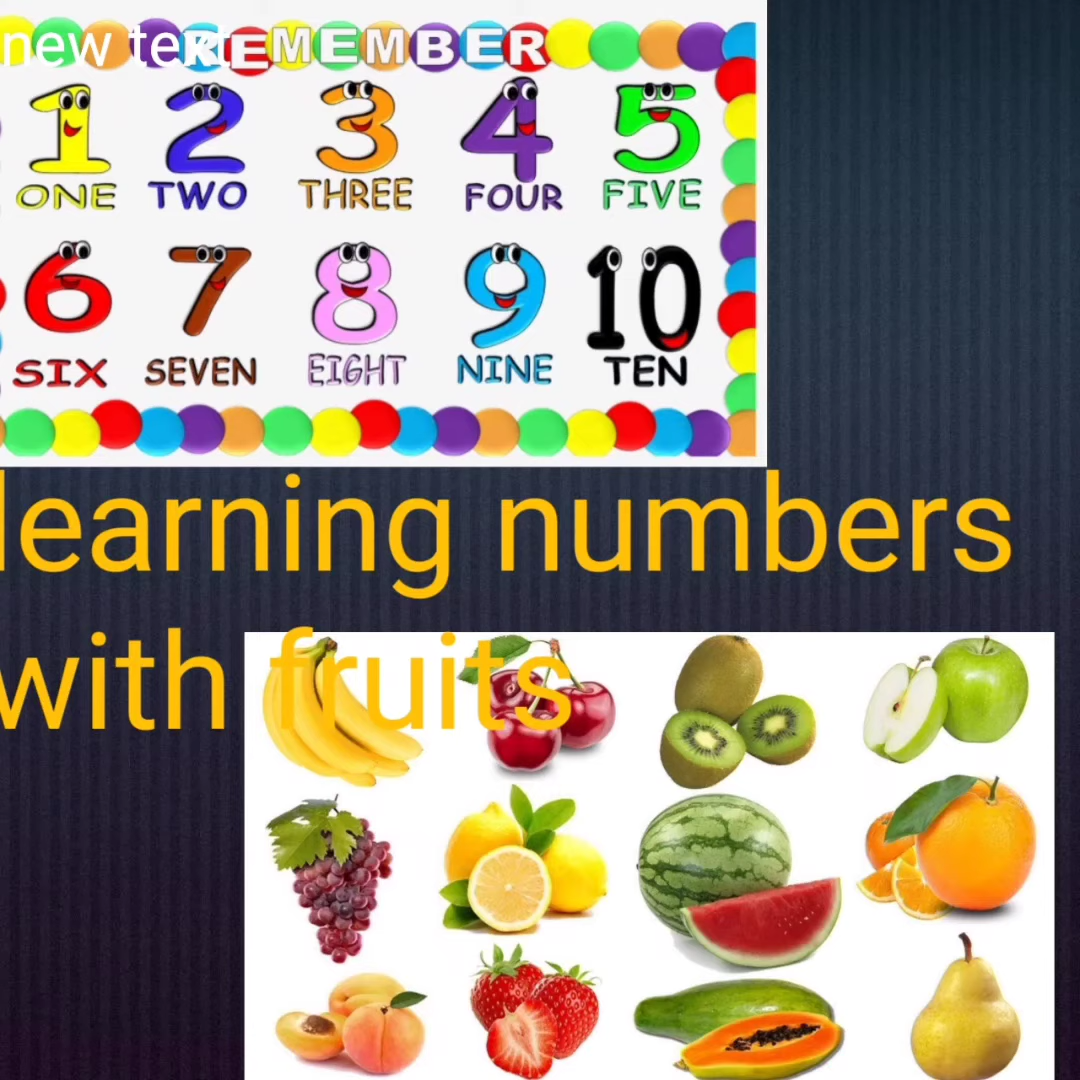 new text
REMEMBER
1 2 3 4 5
ONE TWO THREE FOUR FIVE
6 7 8 9 10
SIX SEVEN EIGHT NINE TEN
learning numbers
with fruits